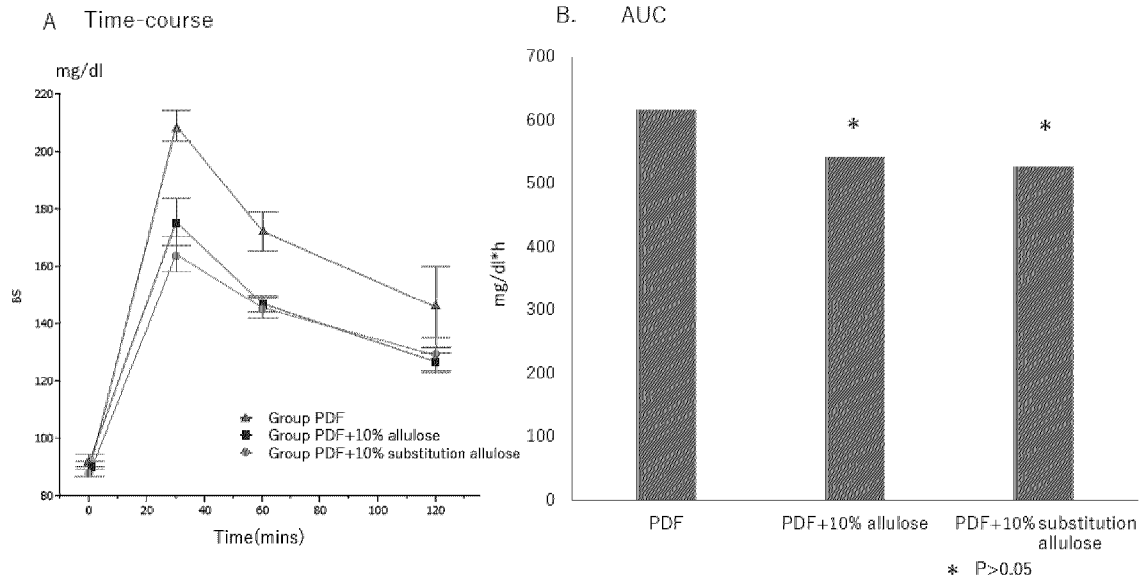 A Time-course
mg/dl
220
200
180
160
140
120
100
80
BS
0 20 40 60 80 100 120
Time(mins)
Group PDF
Group PDF+10% allulose
Group PDF+10% substitution allulose
B. AUC
700
600
500
400
300
200
100
0
mg/dl*h
* *
PDF
PDF+10% allulose
PDF+10% substitution
allulose
* P>0.05